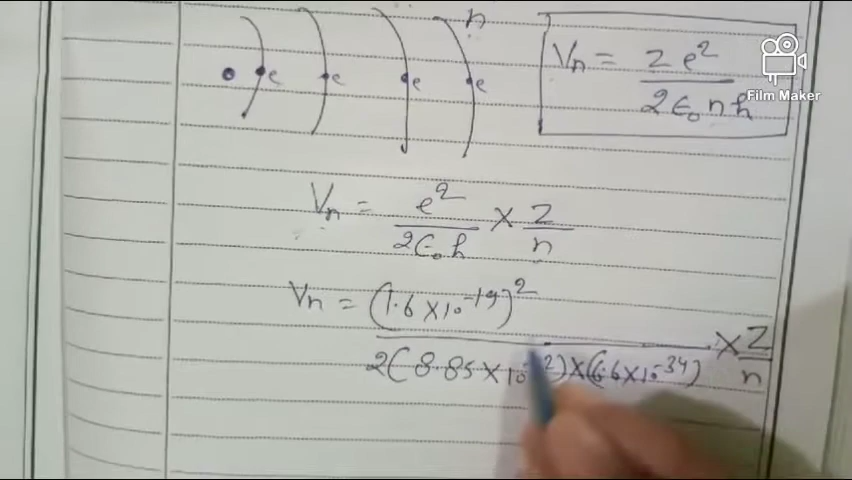 n
e e e e
Vn = Ze²/2ε₀nh
Film Maker
Vn = e²/2ε₀h × Z/n
Vn = (1.6×10⁻¹⁹)²/2(8.85×10⁻¹²)×(6.6×10⁻³⁴) × Z/n